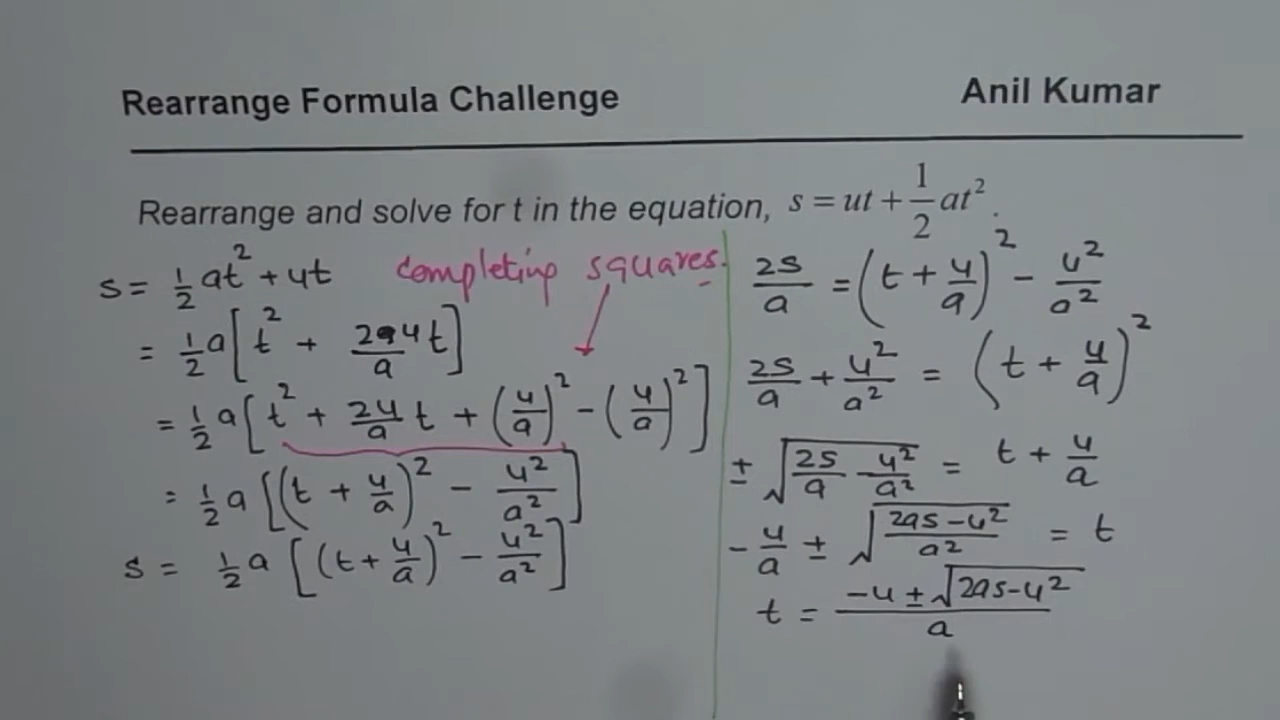 Rearrange Formula Challenge Anil Kumar
Rearrange and solve for t in the equation, s = ut + 1/2 at².
s = 1/2 at² + ut completing squares.
= 1/2 a[t² + 2au/a t]
= 1/2 a[t² + 2u/a t + (u/a)² - (u/a)²]
= 1/2 a[(t + u/a)² - u²/a²]
s = 1/2 a[(t + u/a)² - u²/a²]
2s/a = (t + u/a)² - u²/a²
2s/a + u²/a² = (t + u/a)²
± √(2s/a - u²/a²) = t + u/a
- u/a ± √((2as - u²)/a²) = t
t = (-u ± √(2as - u²))/a